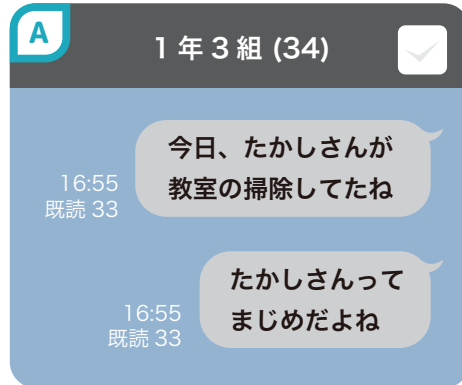 A
1年3組 (34)
今日、たかしさんが
教室の掃除してたね
16:55
既読 33
たかしさんって
まじめだよね
16:55
既読 33